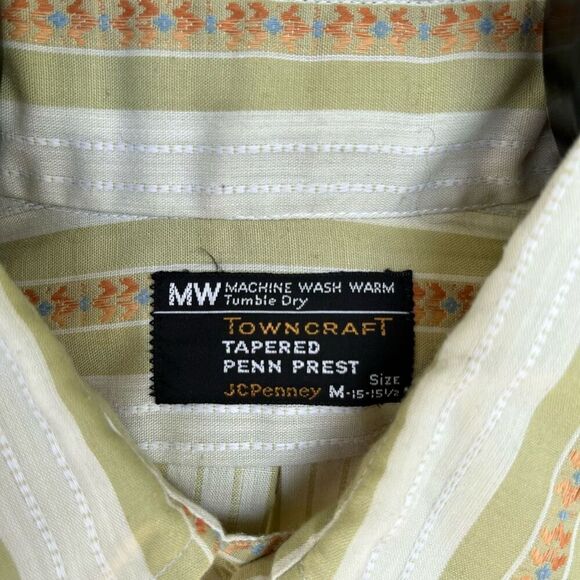 MW MACHINE WASH WARM
Tumble Dry
TOWNCRAFT
TAPERED
PENN PREST
Size
JCPenney M-15-15½